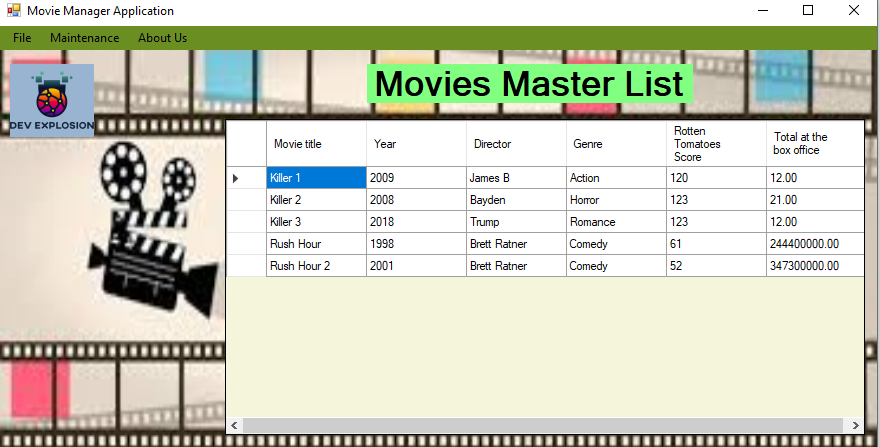 Movie Manager Application
File Maintenance About Us
DEV EXPLOSION
Movies Master List
Movie title Year Director Genre Rotten Tomatoes Score Total at the box office
Killer 1 2009 James B Action 120 12.00
Killer 2 2008 Bayden Horror 123 21.00
Killer 3 2018 Trump Romance 123 12.00
Rush Hour 1998 Brett Ratner Comedy 61 244400000.00
Rush Hour 2 2001 Brett Ratner Comedy 52 347300000.00